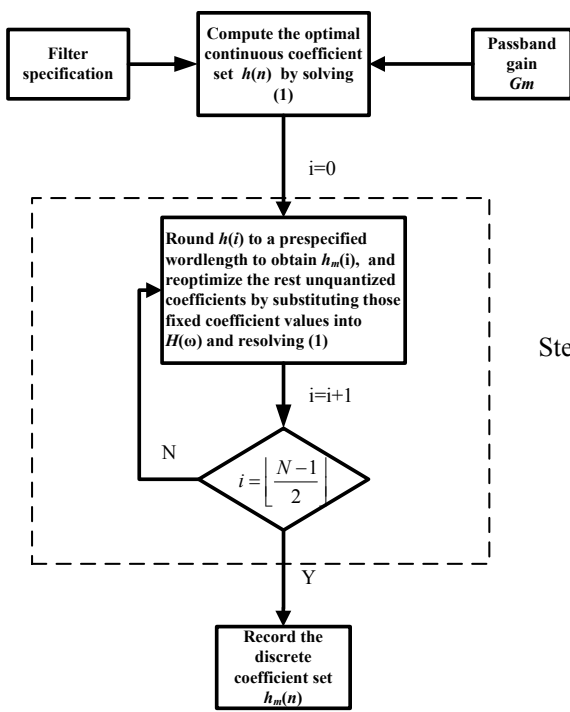 Filter
specification
Compute the optimal
continuous coefficient
set h(n) by solving
(1)
Passband
gain
Gm
i=0
Round h(i) to a prespecified
wordlength to obtain hₘ(i), and
reoptimize the rest unquantized
coefficients by substituting those
fixed coefficient values into
H(ω) and resolving (1)
Ste
i=i+1
N
i = ⌊(N−1)/2⌋
Y
Record the
discrete
coefficient set
hₘ(n)